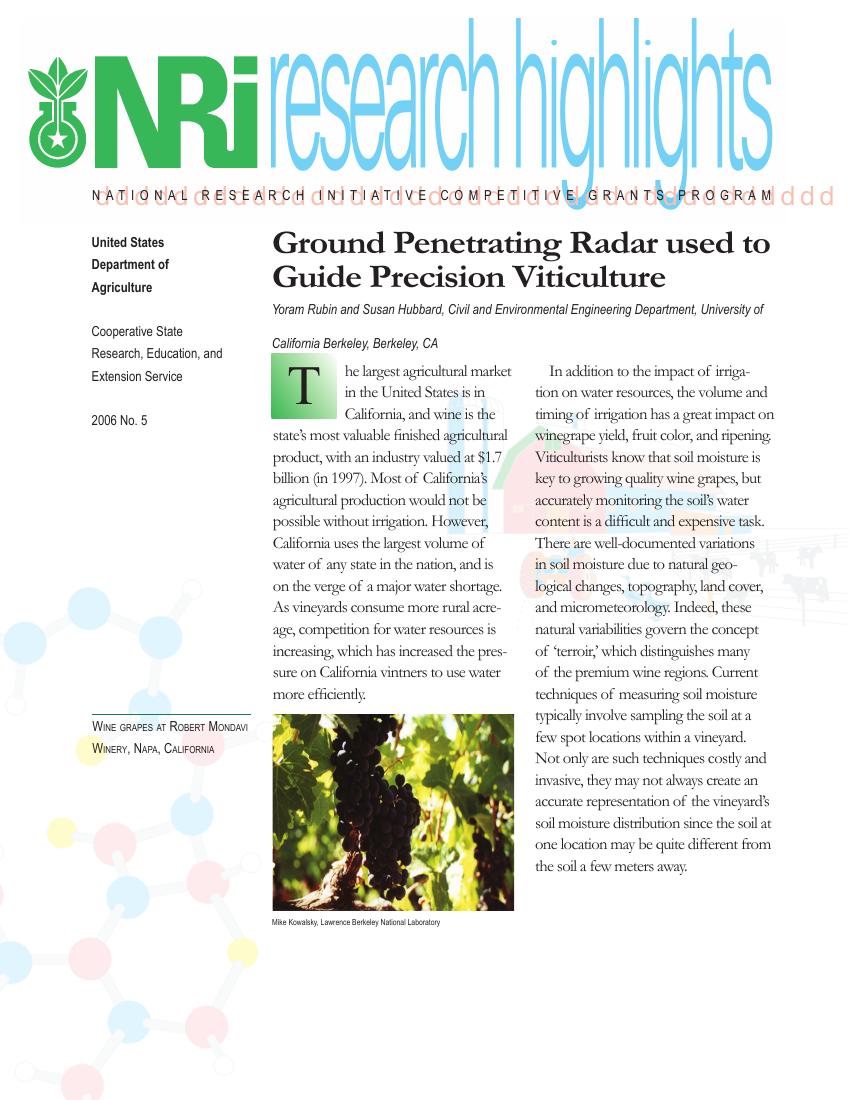 NRi research highlights
NATIONAL RESEARCH INITIATIVE COMPETITIVE GRANTS PROGRAM
United States
Department of
Agriculture
Cooperative State
Research, Education, and
Extension Service
2006 No. 5
Ground Penetrating Radar used to
Guide Precision Viticulture
Yoram Rubin and Susan Hubbard, Civil and Environmental Engineering Department, University of
California Berkeley, Berkeley, CA
The largest agricultural market
in the United States is in
California, and wine is the
state's most valuable finished agricultural
product, with an industry valued at $1.7
billion (in 1997). Most of California's
agricultural production would not be
possible without irrigation. However,
California uses the largest volume of
water of any state in the nation, and is
on the verge of a major water shortage.
As vineyards consume more rural acre-
age, competition for water resources is
increasing, which has increased the pres-
sure on California vintners to use water
more efficiently.
WINE GRAPES AT ROBERT MONDAVI
WINERY, NAPA, CALIFORNIA
Mike Kowalsky, Lawrence Berkeley National Laboratory
In addition to the impact of irriga-
tion on water resources, the volume and
timing of irrigation has a great impact on
winegrape yield, fruit color, and ripening.
Viticulturists know that soil moisture is
key to growing quality wine grapes, but
accurately monitoring the soil's water
content is a difficult and expensive task.
There are well-documented variations
in soil moisture due to natural geo-
logical changes, topography, land cover,
and micrometeorology. Indeed, these
natural variabilities govern the concept
of 'terroir,' which distinguishes many
of the premium wine regions. Current
techniques of measuring soil moisture
typically involve sampling the soil at a
few spot locations within a vineyard.
Not only are such techniques costly and
invasive, they may not always create an
accurate representation of the vineyard's
soil moisture distribution since the soil at
one location may be quite different from
the soil a few meters away.